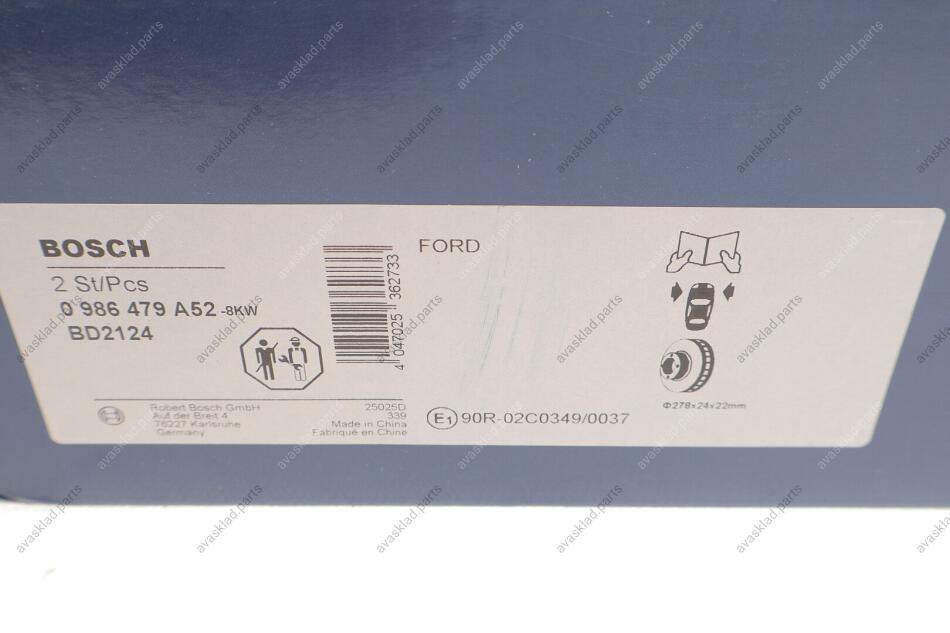 BOSCH
2 St/Pcs
0 986 479 A52 -8KW
BD2124
4 047025 362733
FORD
Robert Bosch GmbH
Auf der Breit 4
76227 Karlsruhe
Germany
25025D
339
Made in China
Fabriqué en Chine
E1 90R-02C0349/0037
Φ278x24x22mm
avasklad.parts